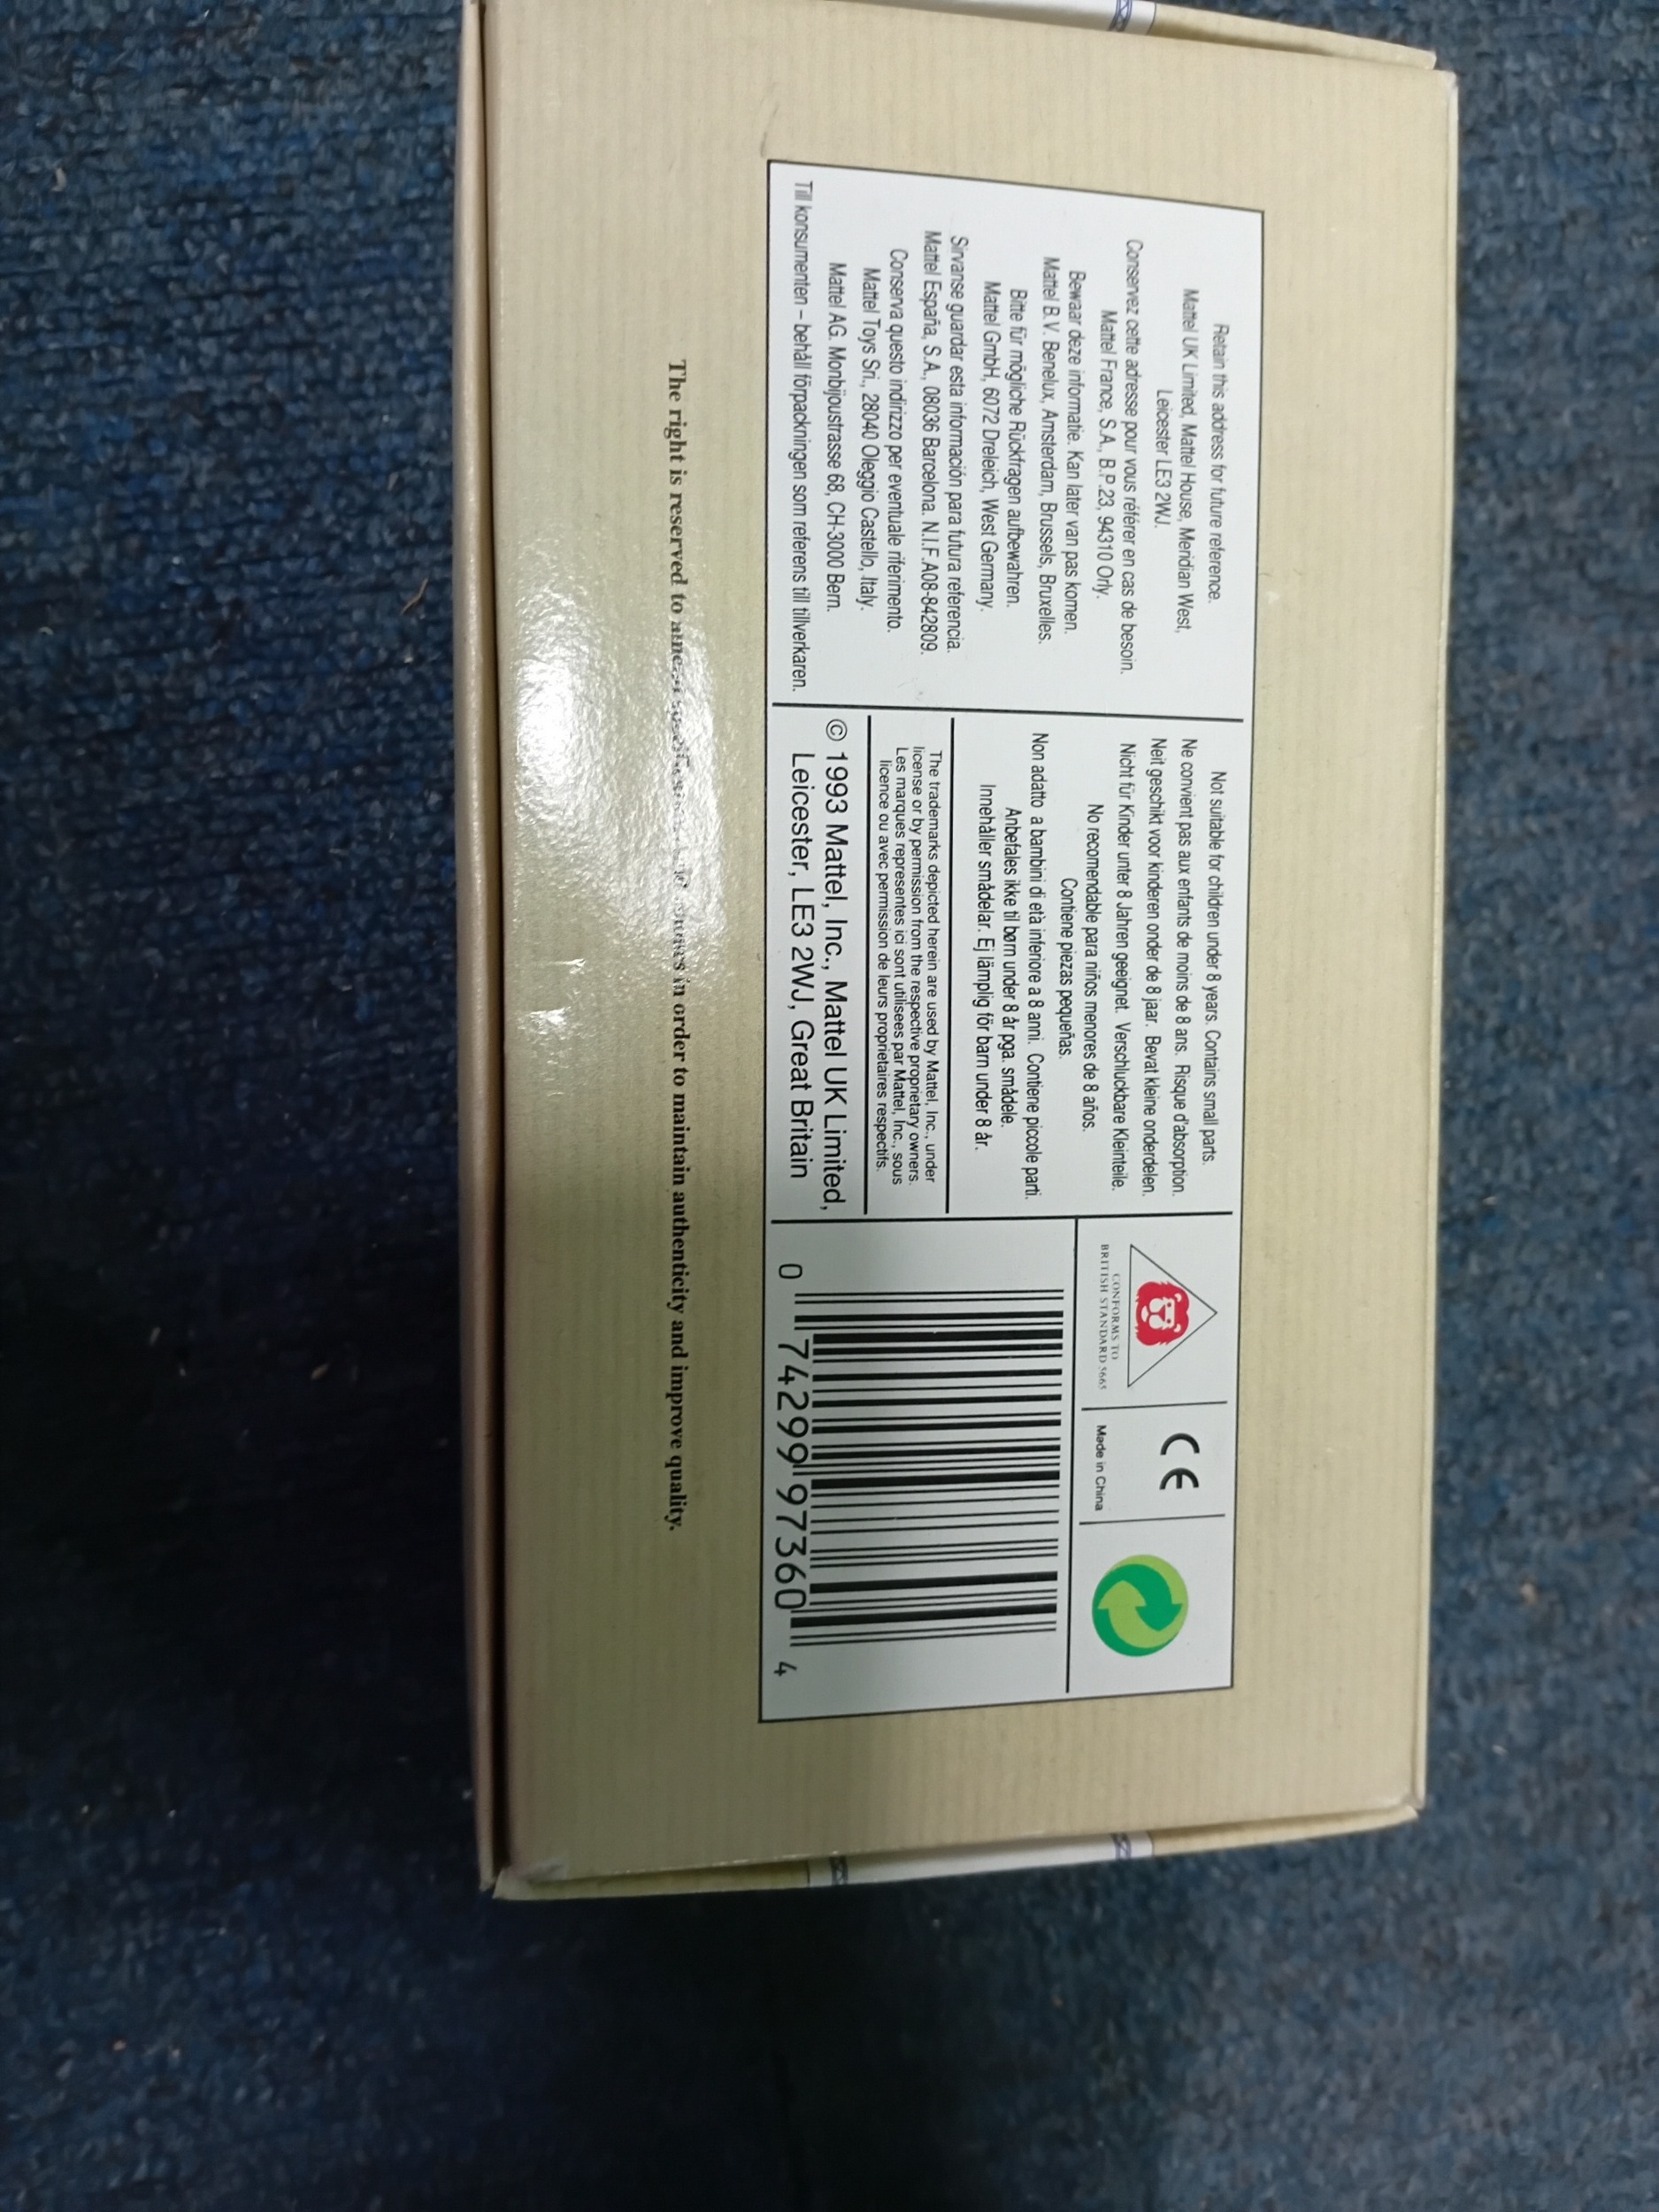 Retain this address for future reference.
Mattel UK Limited, Mattel House, Meridian West,
Leicester LE3 2WJ.
Conservez cette adresse pour vous référer en cas de besoin.
Mattel France, S.A., B.P.23, 94310 Orly.
Bewaar deze informatie. Kan later van pas komen.
Mattel B.V. Benelux, Amsterdam, Brussels, Bruxelles.
Bitte für mögliche Rückfragen aufbewahren.
Mattel GmbH, 6072 Dreleich, West Germany.
Sirvanse guardar esta información para futura referencia.
Mattel España, S.A., 08036 Barcelona. N.I.F. A08-842809.
Conserva questo indirizzo per eventuale riferimento.
Mattel Toys Sri., 28040 Oleggio Castello, Italy.
Mattel AG. Monbijoustrasse 68, CH-3000 Bern.
Till konsumenten – behåll förpackningen som referens till tillverkaren.
Not suitable for children under 8 years. Contains small parts.
Ne convient pas aux enfants de moins de 8 ans. Risque d'absorption.
Neit geschikt voor kinderen onder de 8 jaar. Bevat kleine onderdelen.
Nicht für Kinder unter 8 Jahren geeignet. Verschluckbare Kleinteile.
No recomendable para niños menores de 8 años.
Contiene piezas pequeñas.
Non adatto a bambini di età inferiore a 8 anni. Contiene piccole parti.
Anbefales ikke til børn under 8 år pga. smådele.
Innehåller smådelar. Ej lämplig för barn under 8 år.
The trademarks depicted herein are used by Mattel, Inc., under
license or by permission from the respective proprietary owners.
Les marques representes ici sont utilisees par Mattel, Inc., sous
licence ou avec permission de leurs proprietaires respectifs.
© 1993 Mattel, Inc., Mattel UK Limited,
Leicester, LE3 2WJ, Great Britain
CONFORMS TO
BRITISH STANDARD 5665
CE
Made in China
0 74299 97360 4
The right is reserved to in order to maintain authenticity and improve quality.